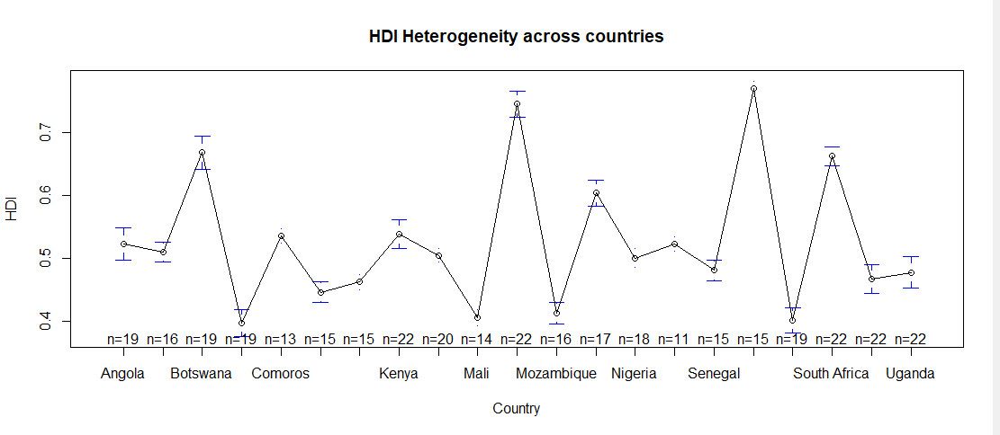 HDI Heterogeneity across countries
HDI
0.7
0.6
0.5
0.4
n=19 n=16 n=19 n=19 n=13 n=15 n=15 n=22 n=20 n=14 n=22 n=16 n=17 n=18 n=11 n=15 n=15 n=19 n=22 n=22 n=22
Angola Botswana Comoros Kenya Mali Mozambique Nigeria Senegal South Africa Uganda
Country